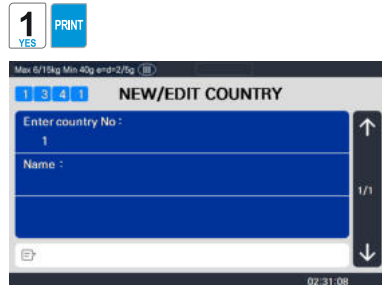 1
YES
PRINT
Max 6/15kg Min 40g e=d=2/5g (III)
1 3 4 1 NEW/EDIT COUNTRY
Enter country No :
1
Name :
1/1
02:31:08